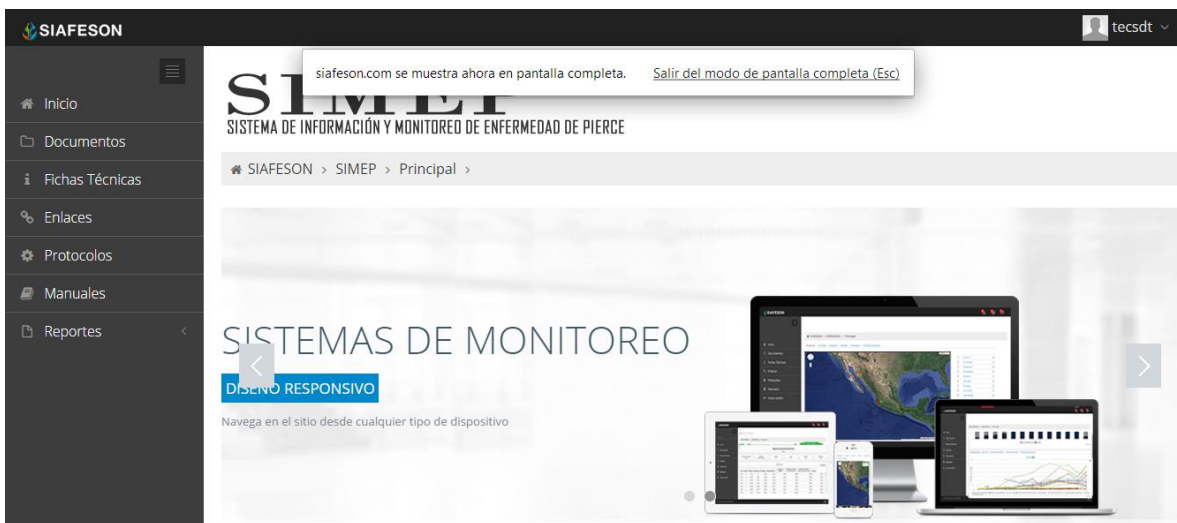 SIAFESON
tecsdt
siafeson.com se muestra ahora en pantalla completa. Salir del modo de pantalla completa (Esc)
SIMEP
SISTEMA DE INFORMACIÓN Y MONITOREO DE ENFERMEDAD DE PIERCE
Inicio
Documentos
Fichas Técnicas
Enlaces
Protocolos
Manuales
Reportes
SIAFESON > SIMEP > Principal >
SISTEMAS DE MONITOREO
DISEÑO RESPONSIVO
Navega en el sitio desde cualquier tipo de dispositivo